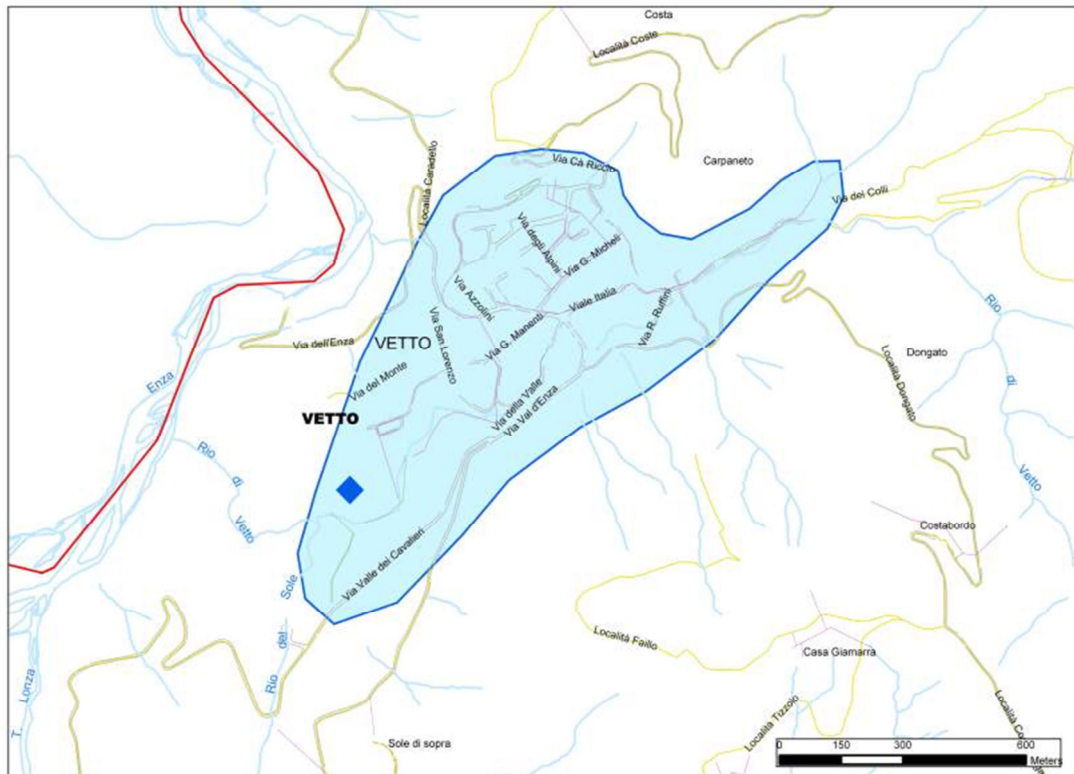 Costa
Località Coste
Via Cà Riccio
Carpaneto
Località Caradello
Via dei Colli
Via degli Alpini
Via G. Micheli
Via Azzolini
Viale Italia
Rio
Via San Lorenzo
Via G. Manenti
Via R. Ruffini
Via dell'Enza
VETTO
Dongato
Località Dongato
di
Enza
Via del Monte
VETTO
Via della Valle
Via Val d'Enza
Rio
di
Vetto
Vetto
Costabordo
Via Valle dei Cavalieri
Sole
del
Rio
Località Faillo
Casa Giamarra
Lonza
T.
Località Tizzolo
Sole di sopra
0 150 300 600
Meters